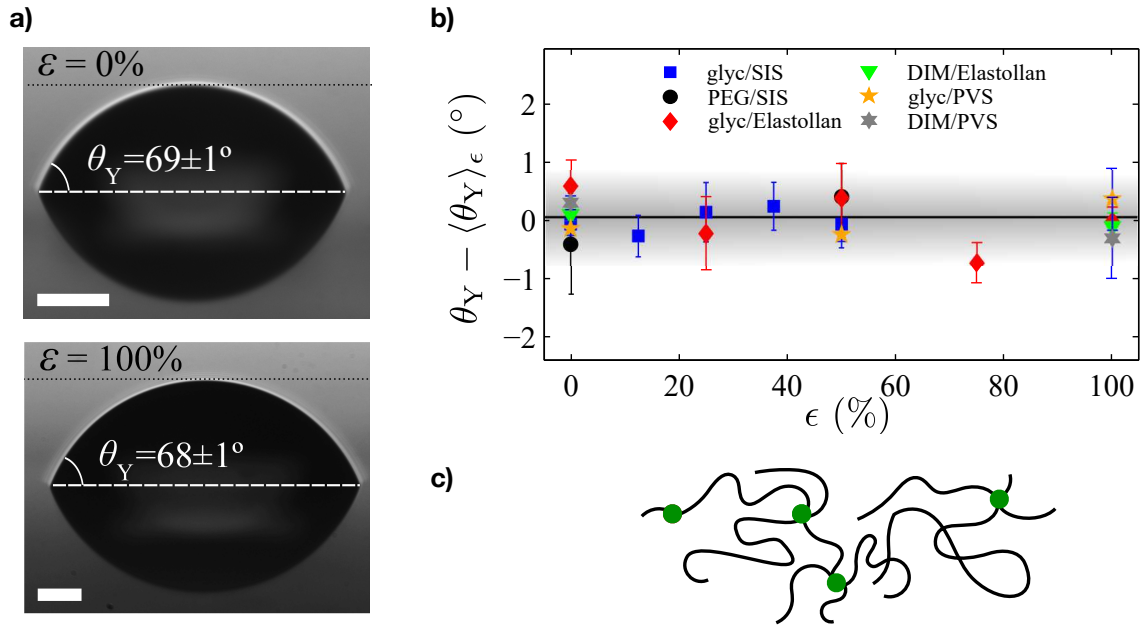 a)
ε = 0%
θY=69±1º
ε = 100%
θY=68±1º
b)
glyc/SIS
PEG/SIS
glyc/Elastollan
DIM/Elastollan
glyc/PVS
DIM/PVS
θY − ⟨θY⟩ϵ (°)
2
1
0
−1
−2
0 20 40 60 80 100
ϵ (%)
c)